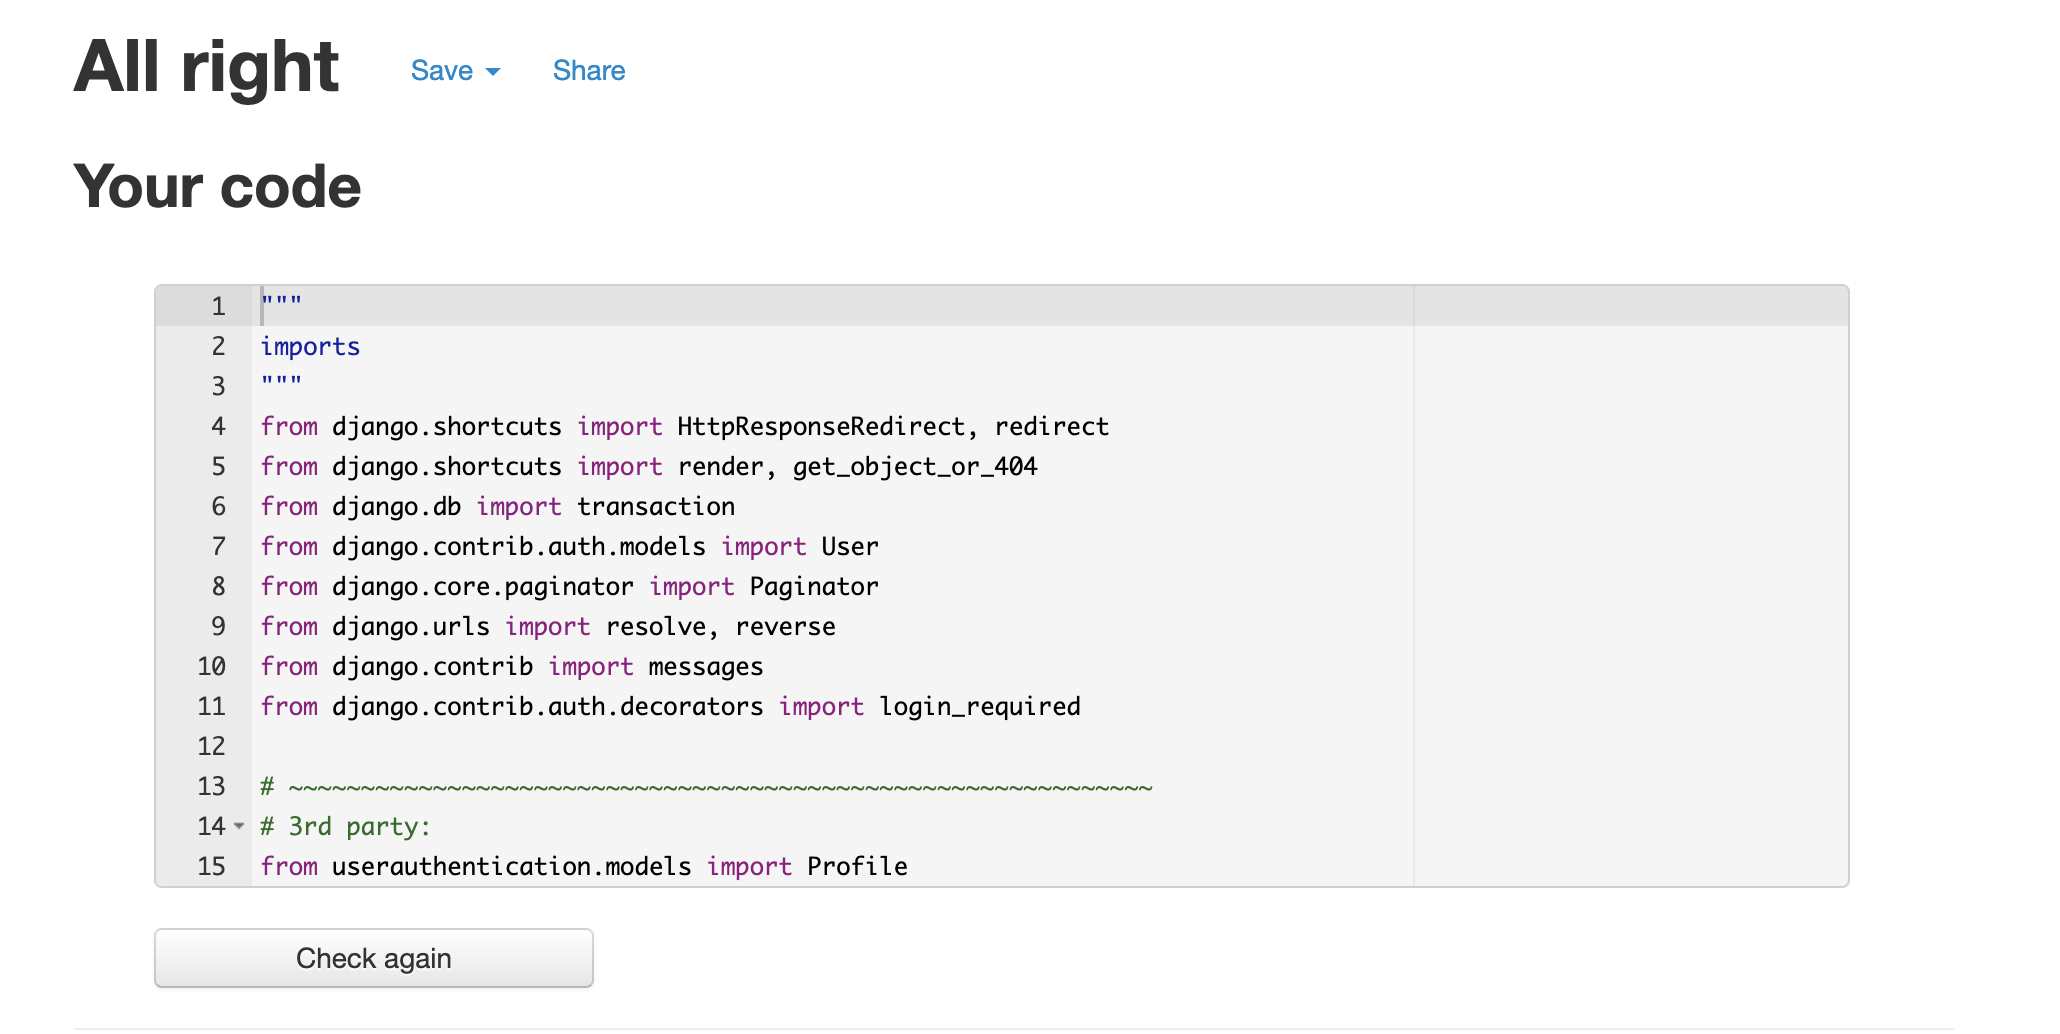 All right
Save
Share
Your code
1 """
2 imports
3 """
4 from django.shortcuts import HttpResponseRedirect, redirect
5 from django.shortcuts import render, get_object_or_404
6 from django.db import transaction
7 from django.contrib.auth.models import User
8 from django.core.paginator import Paginator
9 from django.urls import resolve, reverse
10 from django.contrib import messages
11 from django.contrib.auth.decorators import login_required
12
13 # ~~~~~~~~~~~~~~~~~~~~~~~~~~~~~~~~~~~~~~~~~~~~~~~~~~~~~~~~~~~~
14 # 3rd party:
15 from userauthentication.models import Profile
Check again